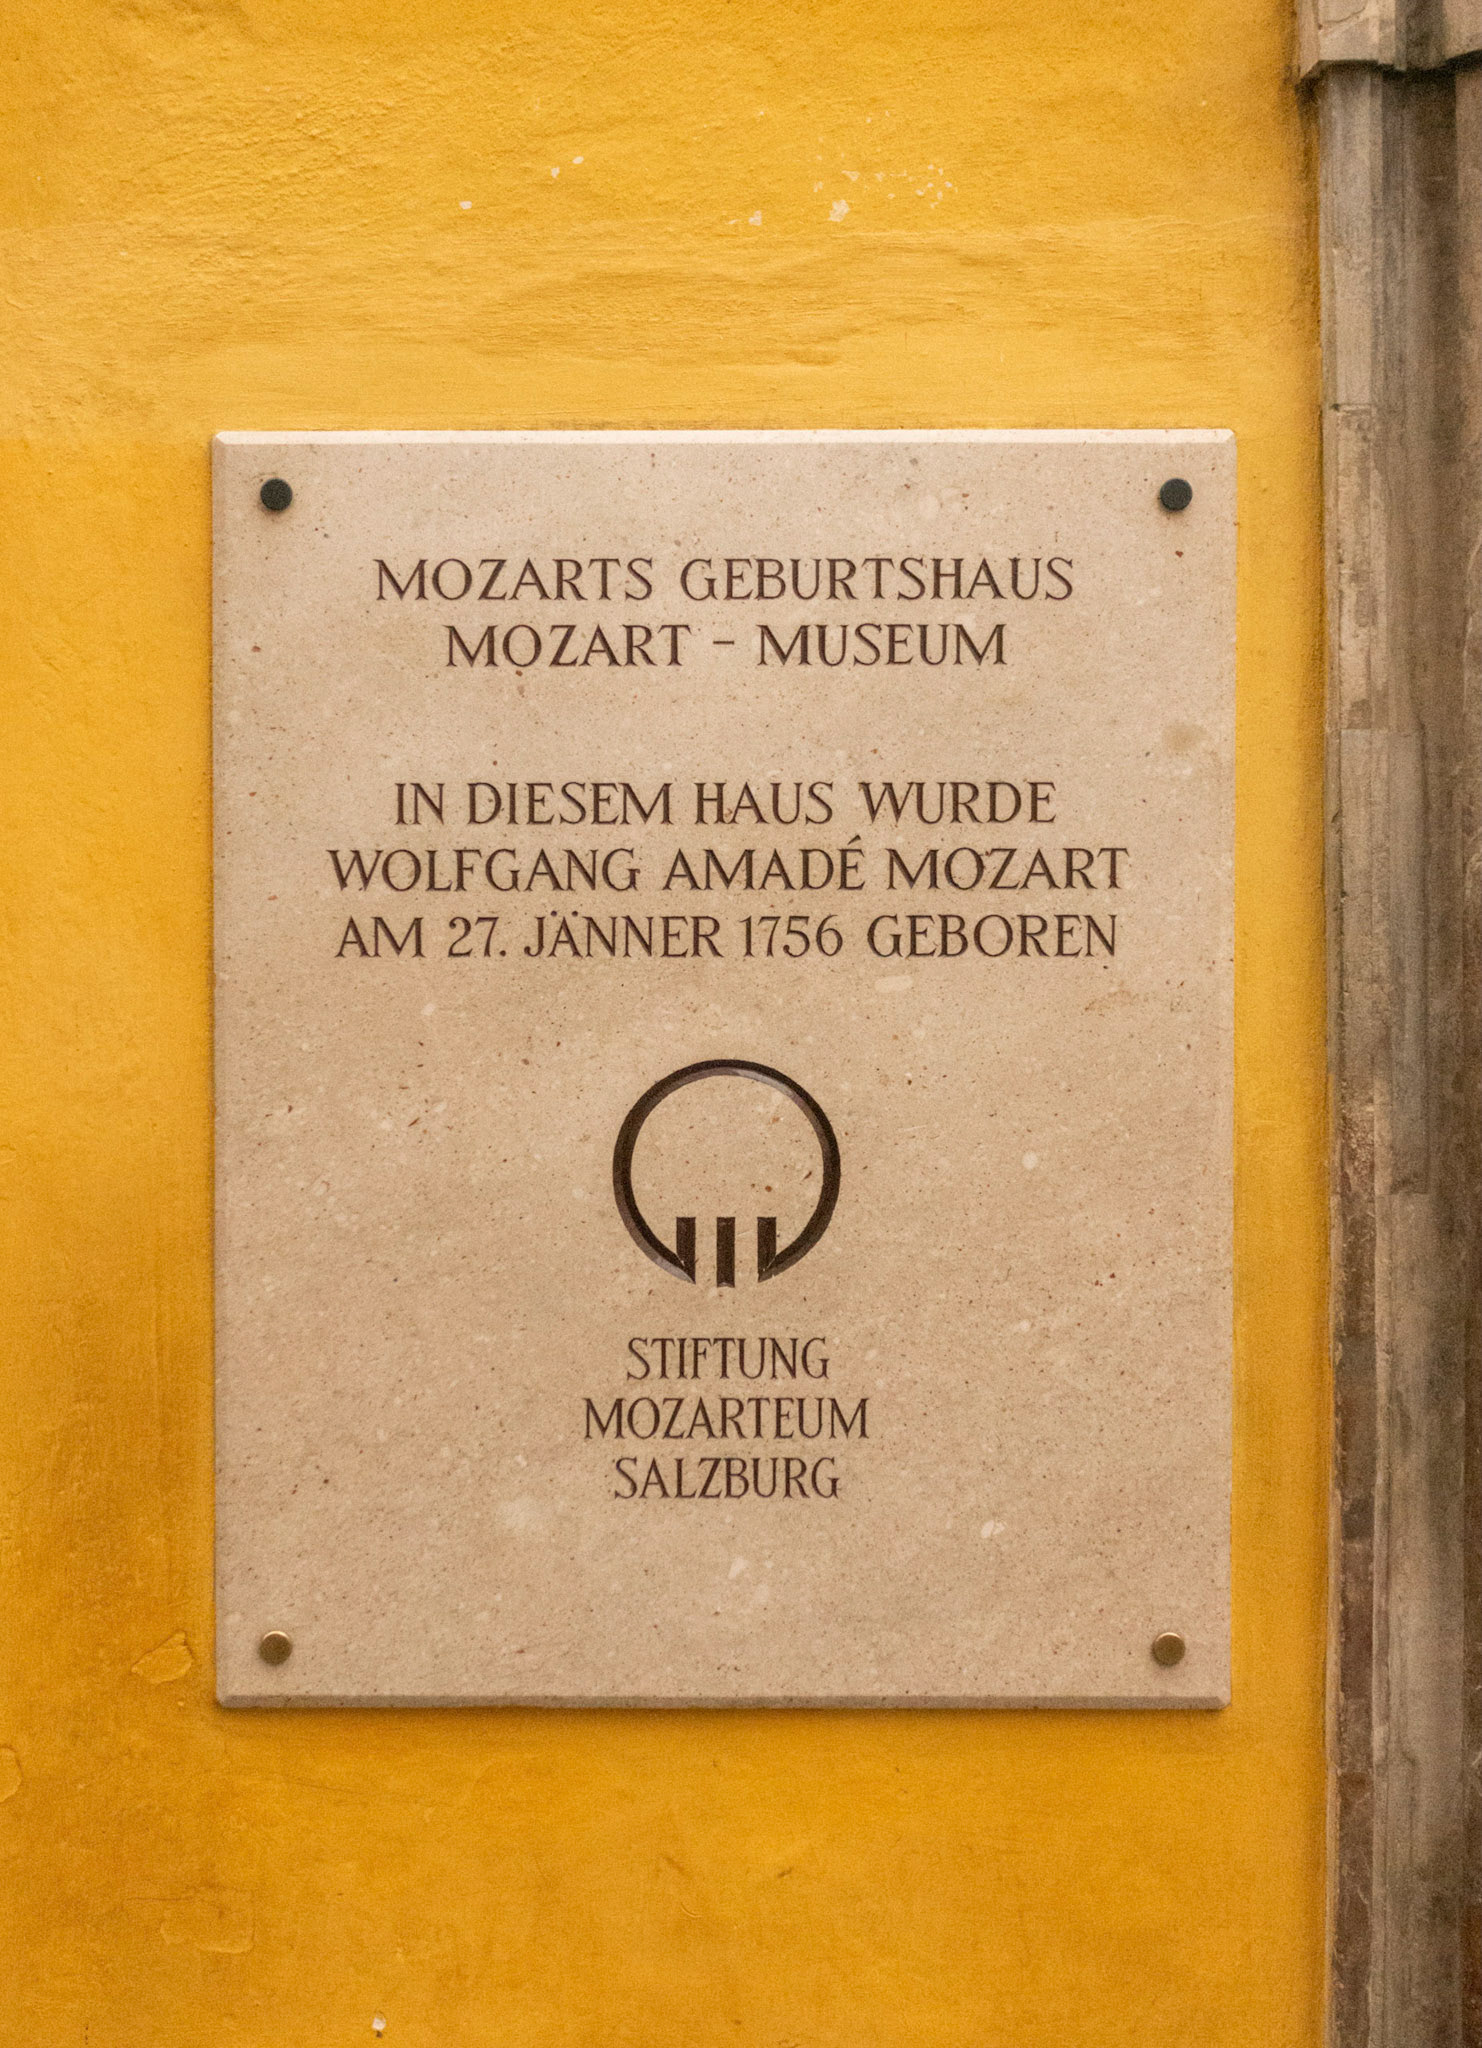 MOZARTS GEBURTSHAUS
MOZART - MUSEUM
IN DIESEM HAUS WURDE
WOLFGANG AMADÉ MOZART
AM 27. JÄNNER 1756 GEBOREN
STIFTUNG
MOZARTEUM
SALZBURG